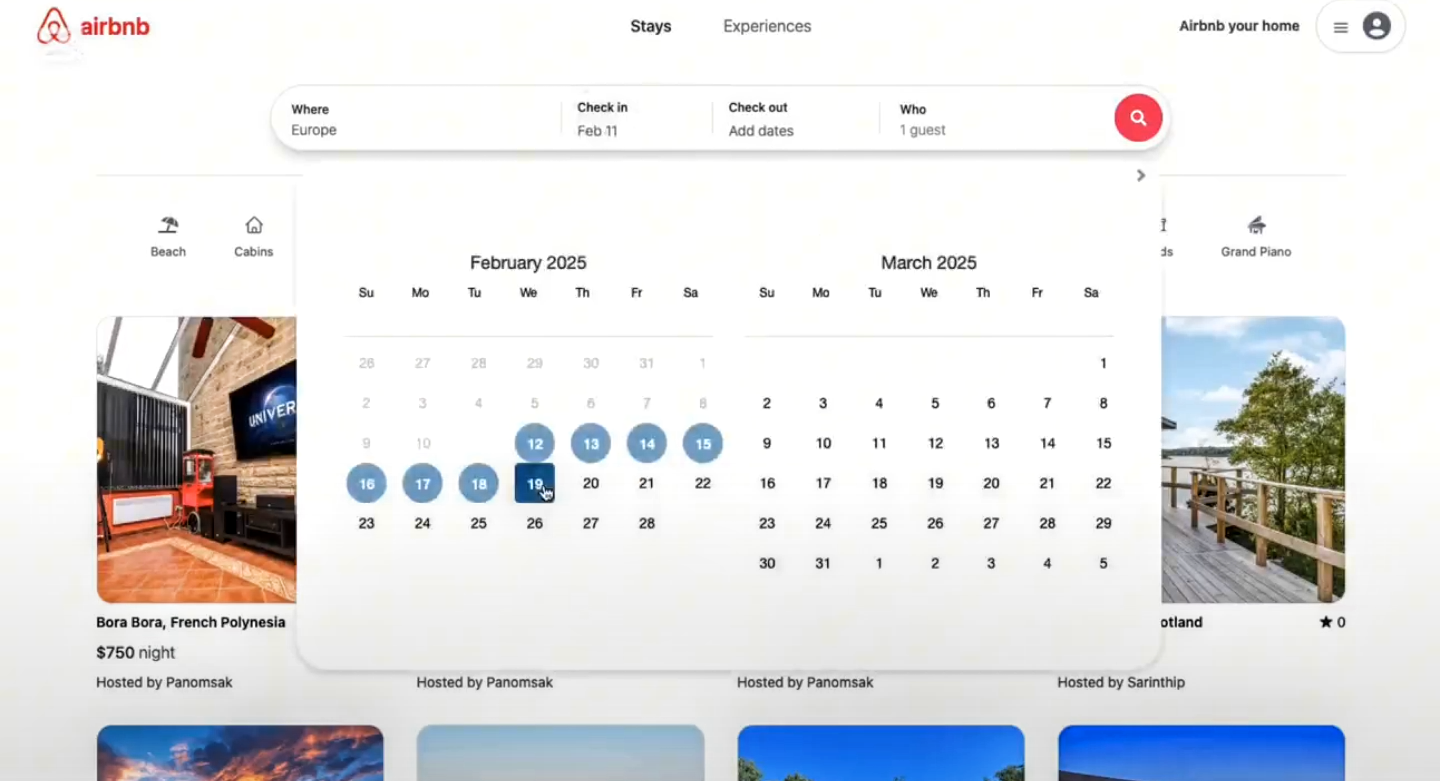 airbnb
Stays Experiences
Airbnb your home
Where
Europe
Check in
Feb 11
Check out
Add dates
Who
1 guest
Beach
Cabins
ds
Grand Piano
February 2025
Su Mo Tu We Th Fr Sa
26 27 28 29 30 31 1
2 3 4 5 6 7 8
9 10 12 13 14 15
16 17 18 19 20 21 22
23 24 25 26 27 28
March 2025
Su Mo Tu We Th Fr Sa
1
2 3 4 5 6 7 8
9 10 11 12 13 14 15
16 17 18 19 20 21 22
23 24 25 26 27 28 29
30 31 1 2 3 4 5
UNIVER
Bora Bora, French Polynesia
$750 night
Hosted by Panomsak
Hosted by Panomsak
Hosted by Panomsak
otland
★ 0
Hosted by Sarinthip